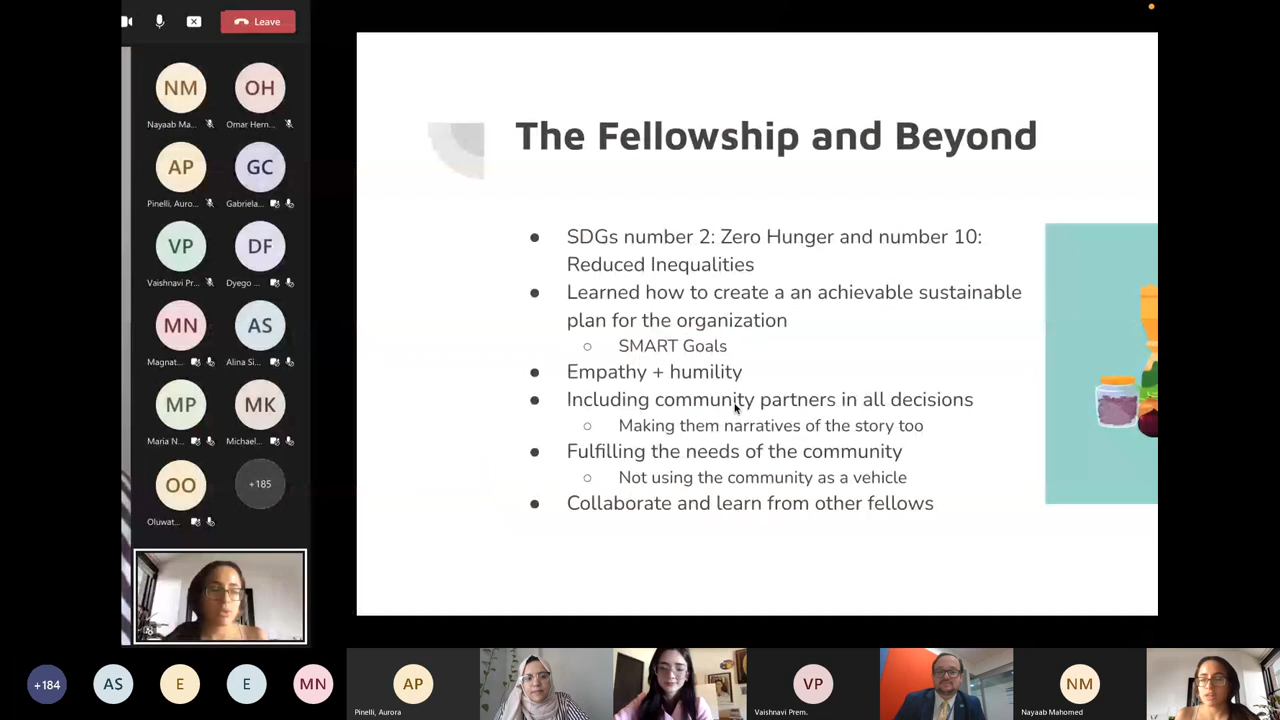 Leave
NM
OH
Nayaab Ma...
Omar Hern...
AP
GC
Pinelli, Auro...
Gabriela...
VP
DF
Vaishnavi Pr...
Dyego ...
MN
AS
Magnat...
Alina Si...
MP
MK
Maria N...
Michael...
OO
+185
Oluwat...
The Fellowship and Beyond
SDGs number 2: Zero Hunger and number 10:
Reduced Inequalities
Learned how to create a an achievable sustainable
plan for the organization
SMART Goals
Empathy + humility
Including community partners in all decisions
Making them narratives of the story too
Fulfilling the needs of the community
Not using the community as a vehicle
Collaborate and learn from other fellows
+184
AS
E
E
MN
AP
Pinelli, Aurora
VP
Vaishnavi Prem.
NM
Nayaab Mahomed